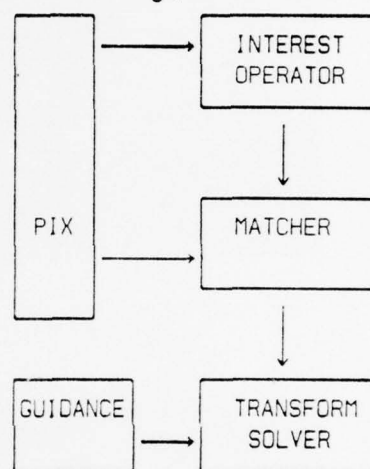 INTEREST
OPERATOR
PIX
MATCHER
GUIDANCE
TRANSFORM
SOLVER